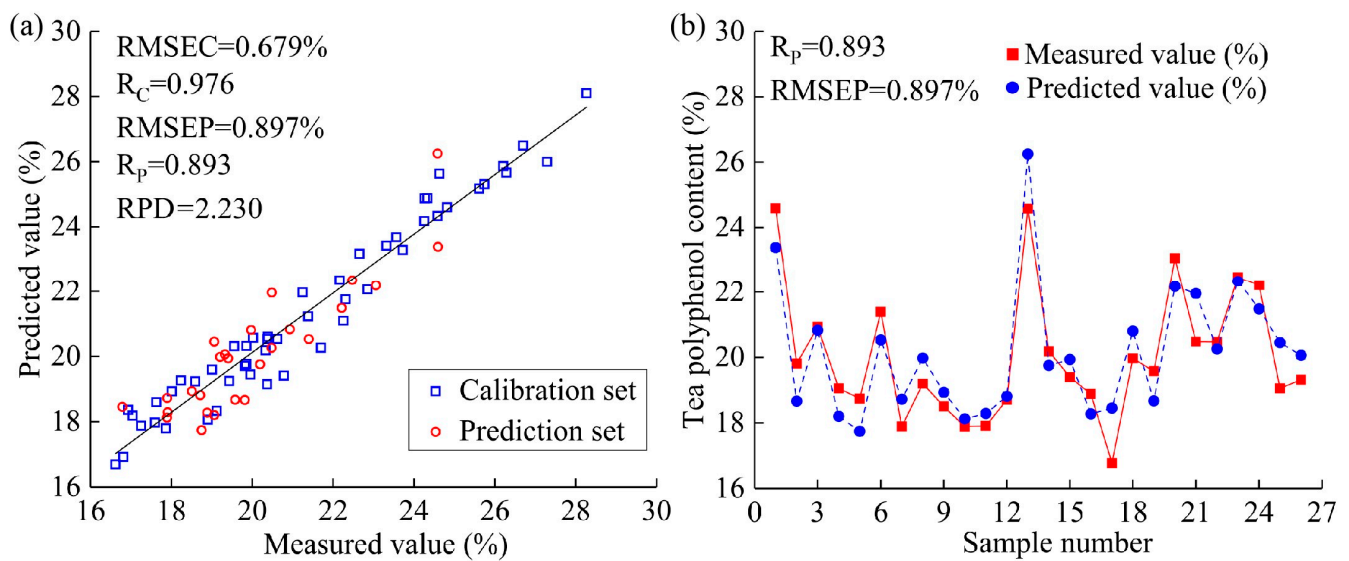 (a)
30
28
26
24
22
20
18
16
Predicted value (%)
RMSEC=0.679%
R_C=0.976
RMSEP=0.897%
R_P=0.893
RPD=2.230
Calibration set
Prediction set
16 18 20 22 24 26 28 30
Measured value (%)
(b)
30
28
26
24
22
20
18
16
Tea polyphenol content (%)
R_P=0.893
RMSEP=0.897%
Measured value (%)
Predicted value (%)
0 3 6 9 12 15 18 21 24 27
Sample number